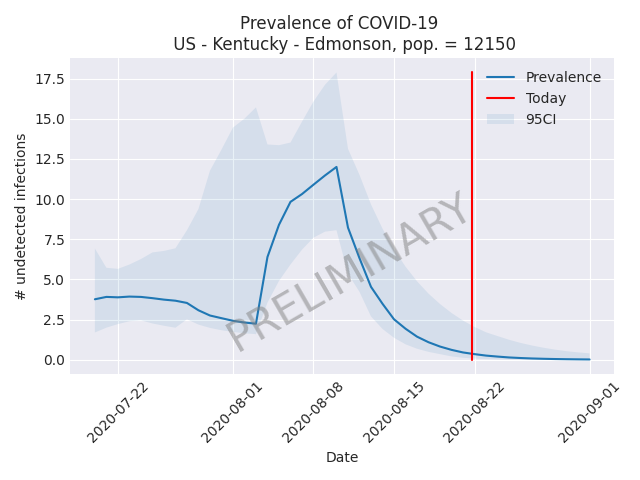 Prevalence of COVID-19
US - Kentucky - Edmonson, pop. = 12150
17.5
15.0
12.5
10.0
7.5
5.0
2.5
0.0
# undetected infections
Prevalence
Today
95CI
PRELIMINARY
2020-07-22
2020-08-01
2020-08-08
2020-08-15
2020-08-22
2020-09-01
Date